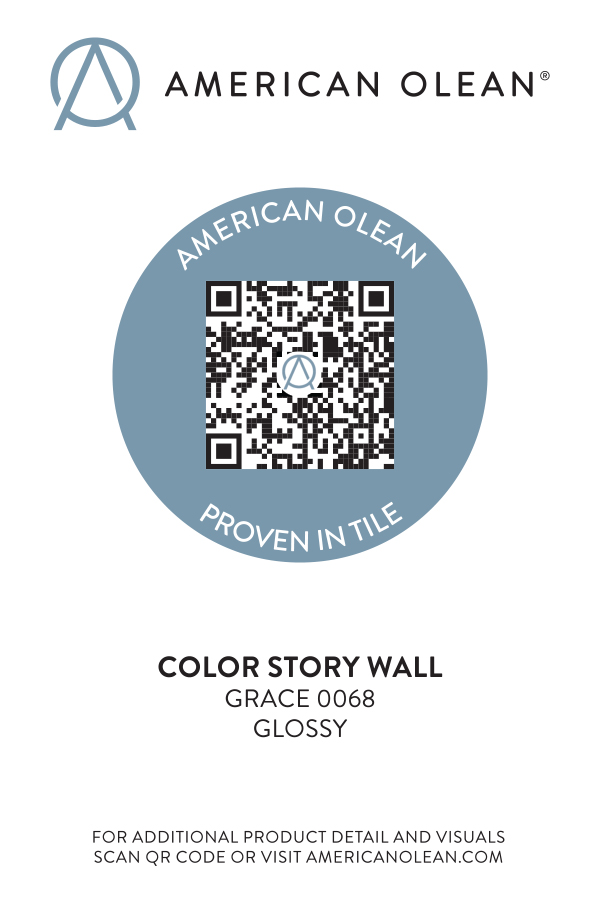 AMERICAN OLEAN®
AMERICAN OLEAN
PROVEN IN TILE
COLOR STORY WALL
GRACE 0068
GLOSSY
FOR ADDITIONAL PRODUCT DETAIL AND VISUALS
SCAN QR CODE OR VISIT AMERICANOLEAN.COM